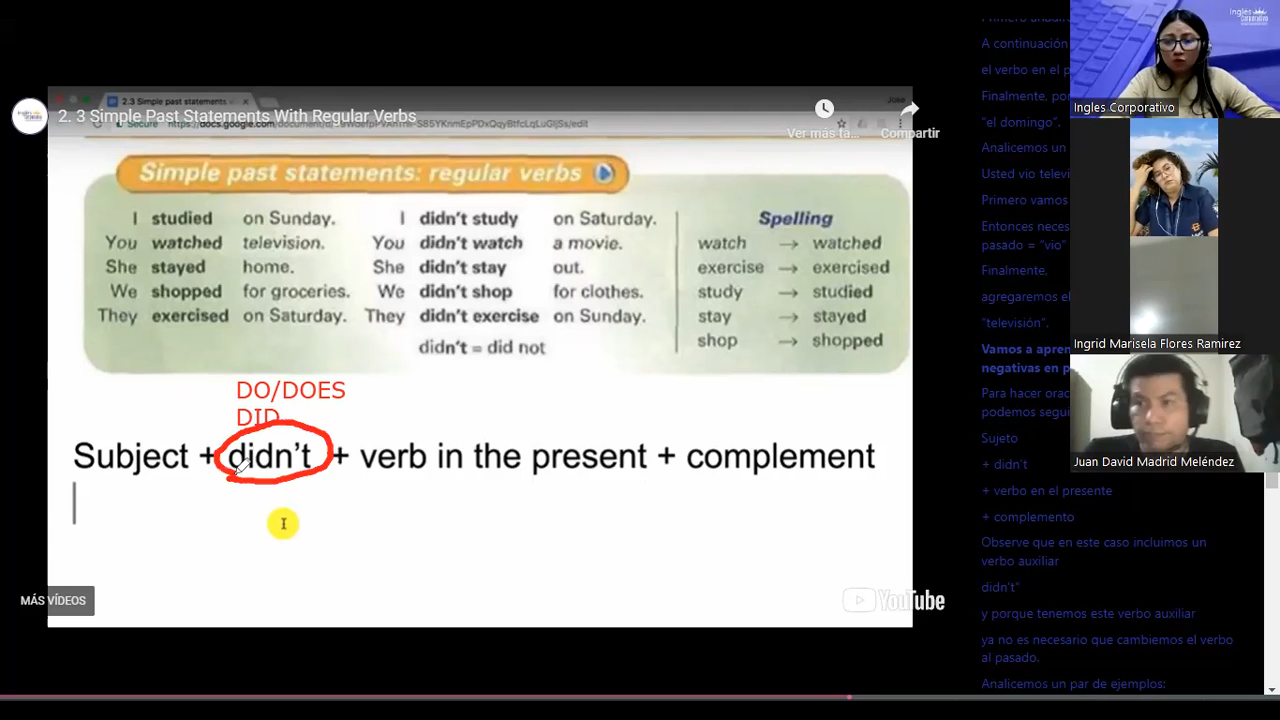 2.3 Simple past statements
2. 3 Simple Past Statements With Regular Verbs
Ver más ta...
Compartir
Simple past statements: regular verbs
I studied on Sunday. I didn't study on Saturday. Spelling
You watched television. You didn't watch a movie. watch → watched
She stayed home. She didn't stay out. exercise → exercised
We shopped for groceries. We didn't shop for clothes. study → studied
They exercised on Saturday. They didn't exercise on Sunday. stay → stayed
didn't = did not shop → shopped
DO/DOES
DID
Subject + didn't + verb in the present + complement
MÁS VÍDEOS
YouTube
A continuación
el verbo en el p
Finalmente, por
"el domingo".
Analicemos un
Usted vio televi
Primero vamos
Entonces neces
pasado = "vio"
Finalmente,
agregaremos el
"televisión".
Vamos a apren
negativas en p
Para hacer orac
podemos segui
Sujeto
+ didn't
+ verbo en el presente
+ complemento
Observe que en este caso incluimos un
verbo auxiliar
didn't"
y porque tenemos este verbo auxiliar
ya no es necesario que cambiemos el verbo
al pasado.
Analicemos un par de ejemplos:
Ingles
Corporativo
Ingles Corporativo
Ingrid Marisela Flores Ramirez
Juan David Madrid Meléndez